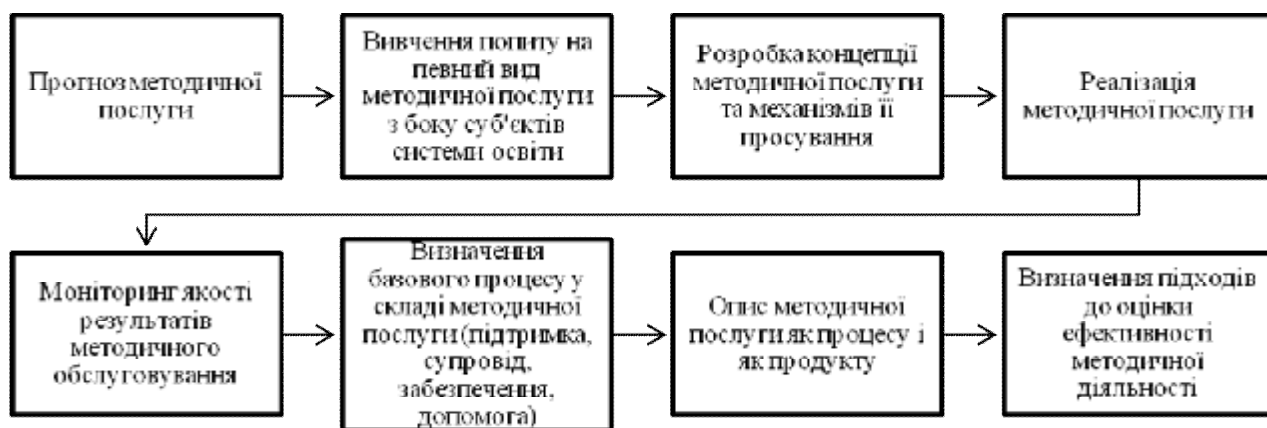 Прогноз методичної
послуги
Вивчення попиту на
певний вид
методичної послуги
з боку суб'єктів
системи освіти
Розробка концепції
методичної послуги
та механізмів її
просування
Реалізація
методичної послуги
Моніторинг якості
результатів
методичного
обслуговування
Визначення
базового процесу у
складі методичної
послуги (підтримка,
супровід,
забезпечення,
допомога)
Опис методичної
послуги як процесу і
як продукту
Визначення підходів
до оцінки
ефективності
методичної
діяльності